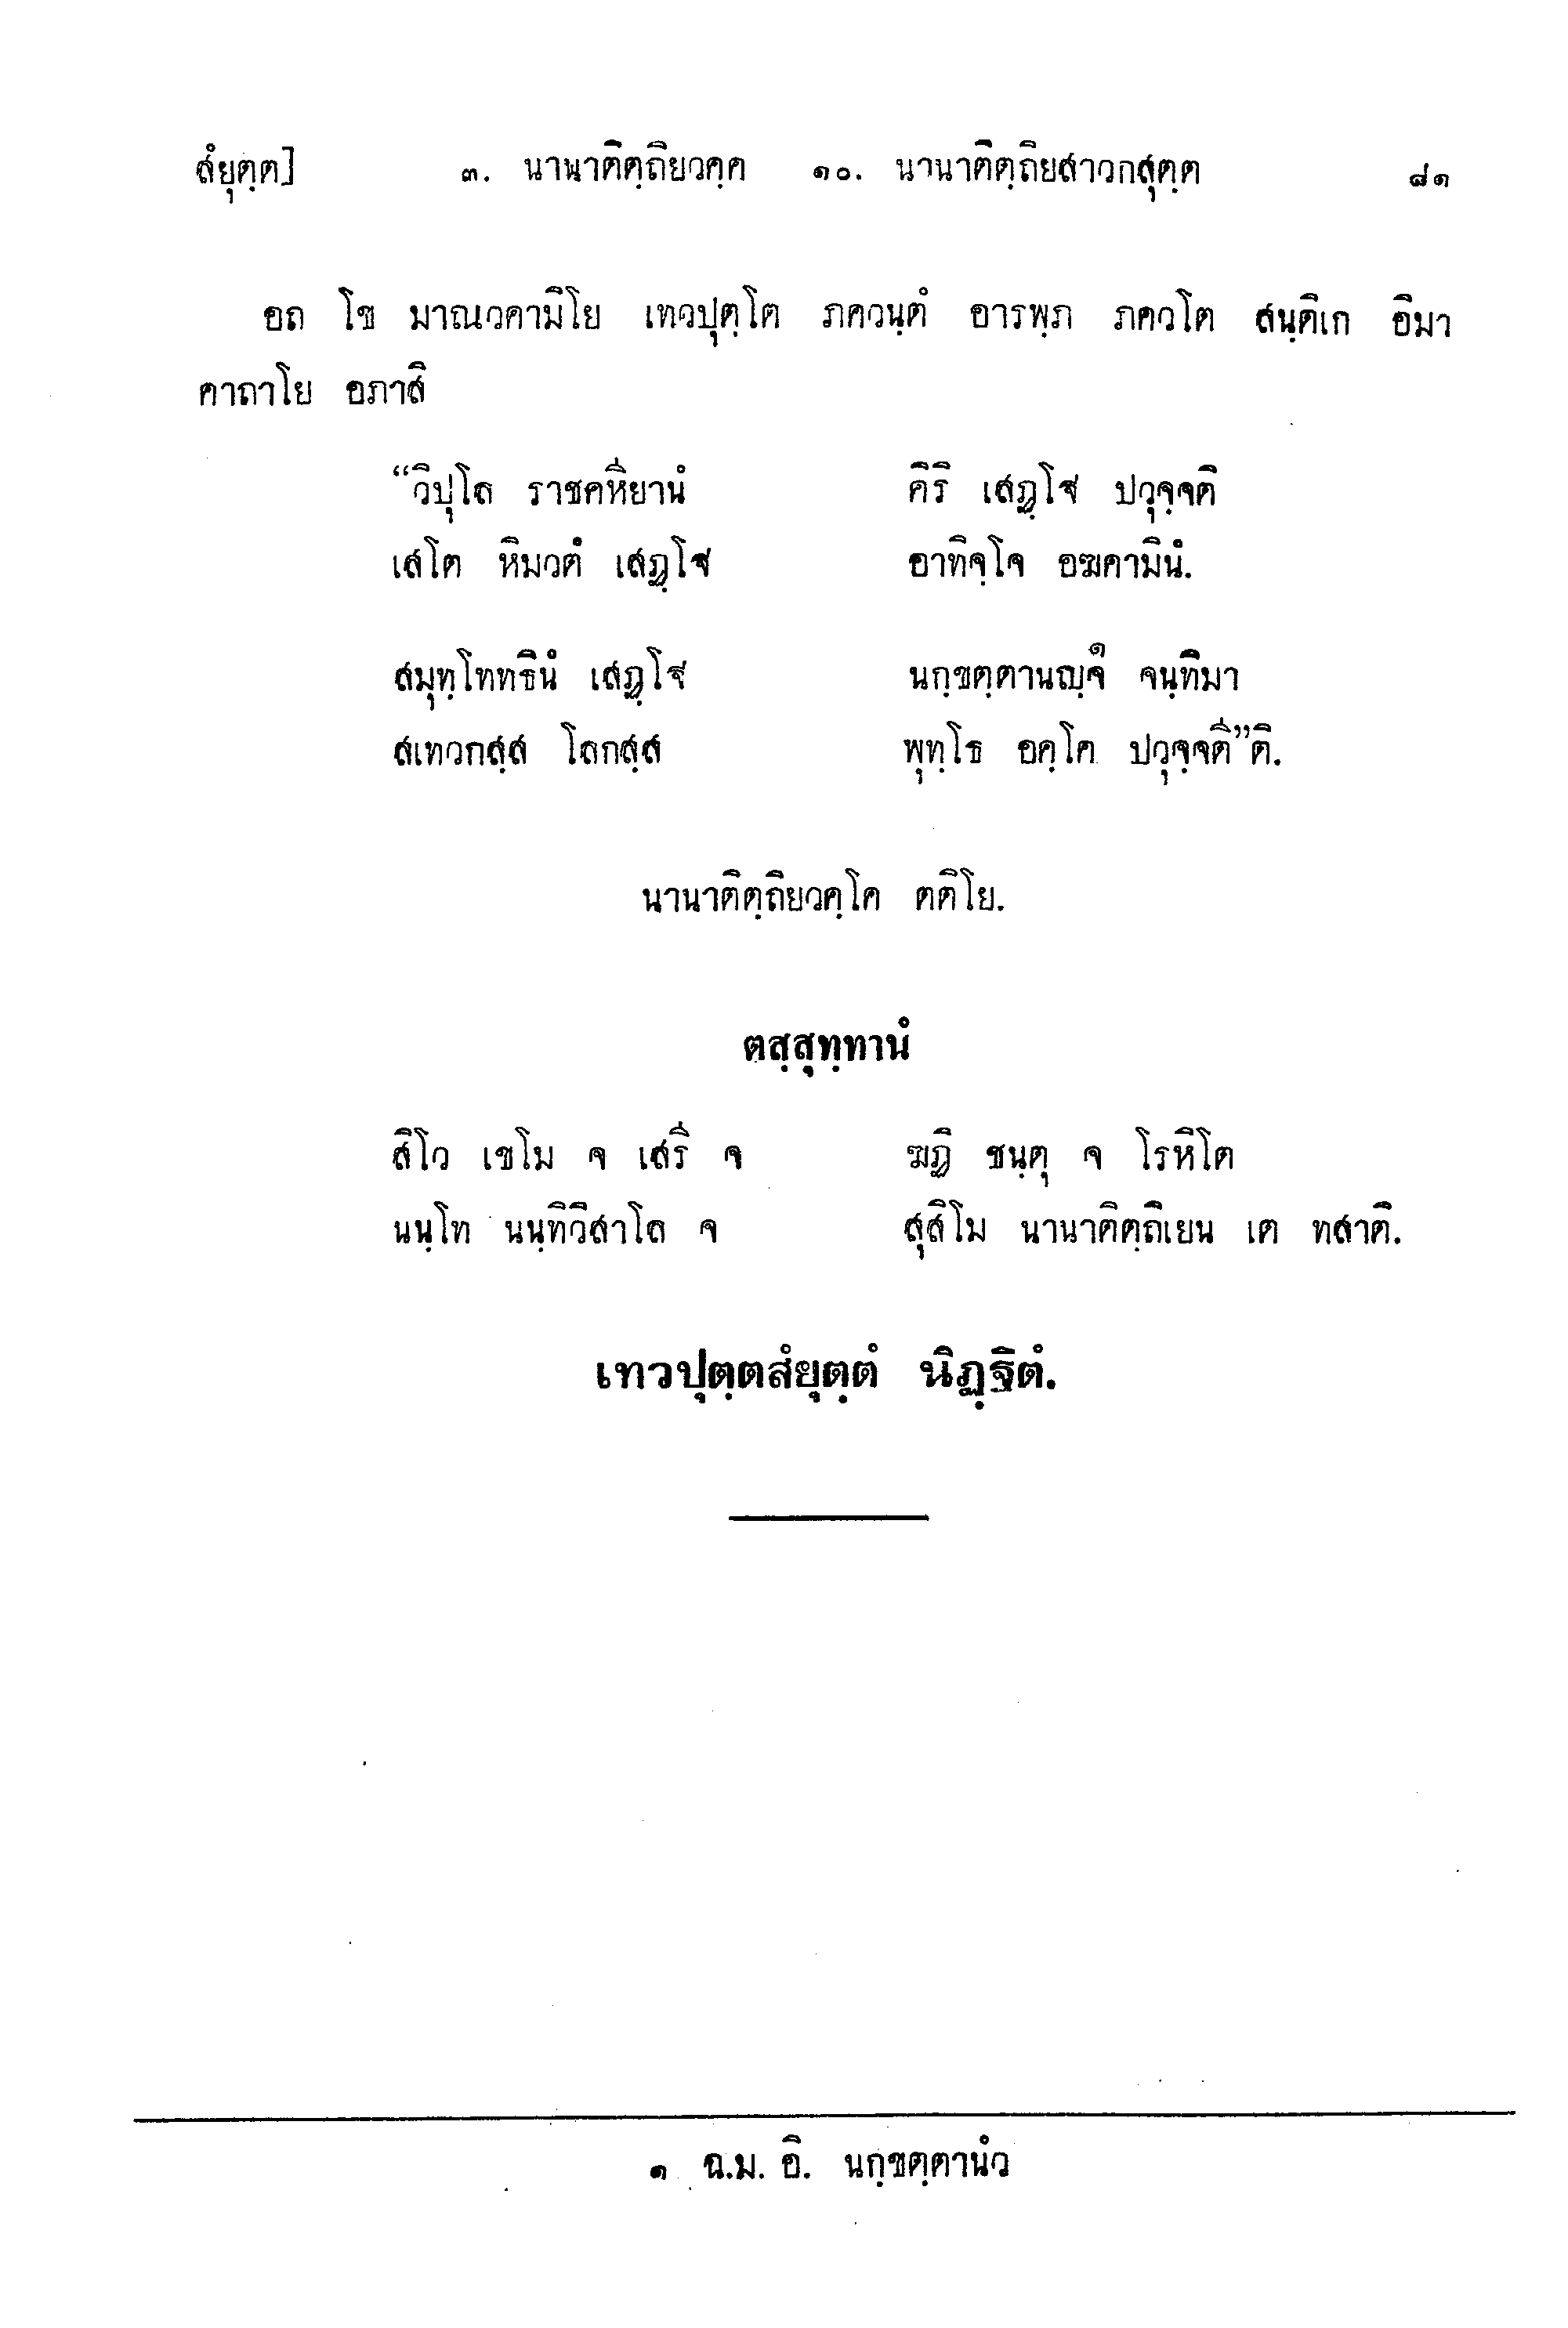 สํยุตฺต] ๓. นานาติตฺถิยวคฺค ๑๐. นานาติตฺถิยสาวกสุตฺต ๘๑
อถ โข มาณวคามิโย เทวปุตฺโต ภควนฺตํ อารพฺภ ภควโต สนฺติเก อิมา
คาถาโย อภาสิ
“วิปุโล ราชคหิ่ยานํ คิริ เสฏฺโฐ ปวุจฺจติ
เสโต หิมวตํ เสฏฺโฐ อาทิจฺโจ อฆคามินํ.
สมุทฺโททธินํ เสฏฺโฐ นกฺขตฺตานญฺจ๑ จนฺทิมา
สเทวกสฺส โลกสฺส พุทฺโธ อคฺโค ปวุจฺจตี่”ติ.
นานาติตฺถิยวคฺโค ตติโย.
ตสฺสุทฺทานํ
สิโว เขโม จ เสรี่ จ ฆฏิ ชนฺตุ จ โรหิโต
นนฺโท นนฺทิวิสาโล จ สุสิโม นานาติตฺถิเยน เต ทสาติ.
เทวปุตฺตสํยุตฺตํ นิฏฺฐิตํ.
๑ ฉ.ม. อิ. นกฺขตฺตานํว